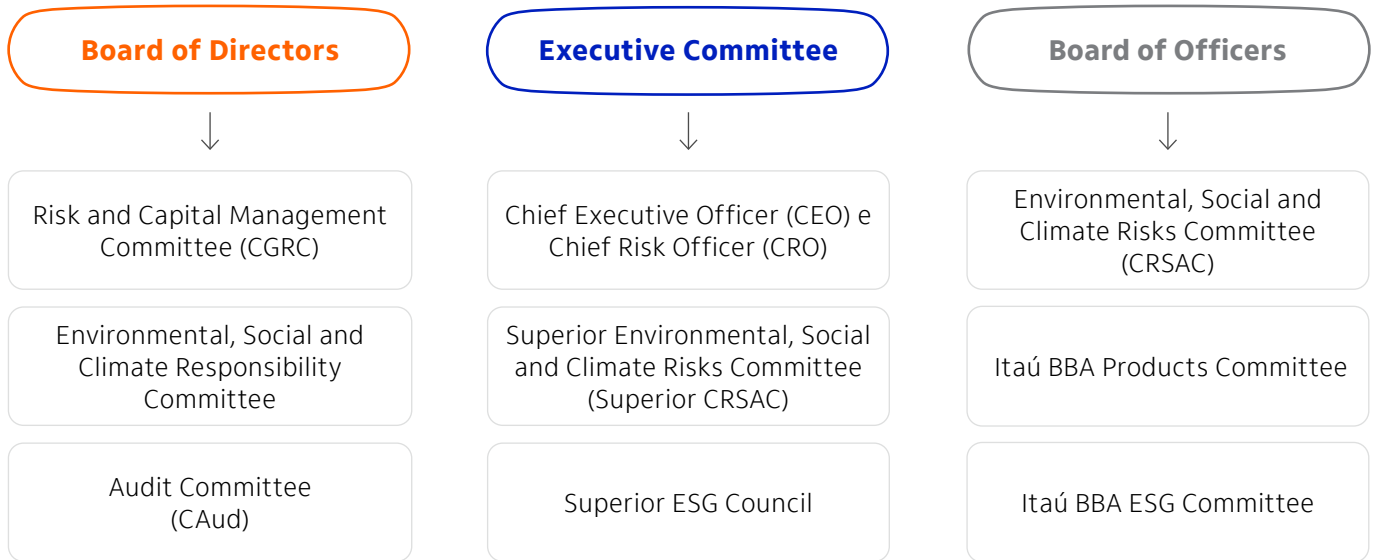 Board of Directors
Risk and Capital Management
Committee (CGRC)
Environmental, Social and
Climate Responsibility
Committee
Audit Committee
(CAud)
Executive Committee
Chief Executive Officer (CEO) e
Chief Risk Officer (CRO)
Superior Environmental, Social
and Climate Risks Committee
(Superior CRSAC)
Superior ESG Council
Board of Officers
Environmental, Social and
Climate Risks Committee
(CRSAC)
Itaú BBA Products Committee
Itaú BBA ESG Committee